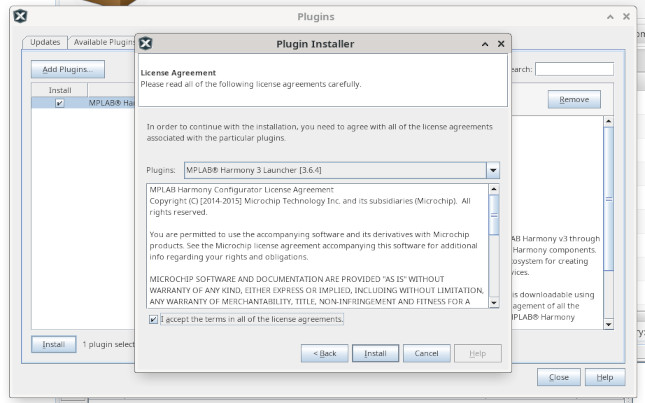 Plugins
Updates
Available Plugins
Add Plugins...
earch:
Install
MPLAB® Har
Remove
AB Harmony v3 through
Harmony components.
osystem for creating
vices.
is downloadable using
agement of all the
MPLAB® Harmony
Install
1 plugin select
Close
Help
Plugin Installer
License Agreement
Please read all of the following license agreements carefully.
In order to continue with the installation, you need to agree with all of the license agreements
associated with the particular plugins.
Plugins:
MPLAB® Harmony 3 Launcher [3.6.4]
MPLAB Harmony Configurator License Agreement
Copyright (C) [2014-2015] Microchip Technology Inc. and its subsidiaries (Microchip). All
rights reserved.
You are permitted to use the accompanying software and its derivatives with Microchip
products. See the Microchip license agreement accompanying this software for additional
info regarding your rights and obligations.
MICROCHIP SOFTWARE AND DOCUMENTATION ARE PROVIDED "AS IS" WITHOUT
WARRANTY OF ANY KIND, EITHER EXPRESS OR IMPLIED, INCLUDING WITHOUT LIMITATION,
ANY WARRANTY OF MERCHANTABILITY, TITLE, NON-INFRINGEMENT AND FITNESS FOR A
I accept the terms in all of the license agreements.
< Back
Install
Cancel
Help